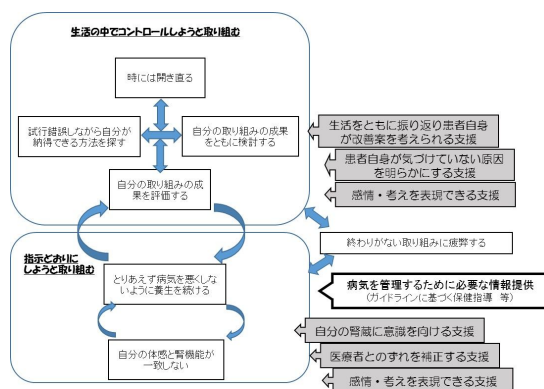 生活の中でコントロールしようと取り組む
時には開き直る
試行錯誤しながら自分が
納得できる方法を探す
自分の取り組みの成果
をともに検討する
自分の取り組みの成
果を評価する
生活をともに振り返り患者自身
が改善案を考えられる支援
患者自身が気づけていない原因
を明らかにする支援
感情・考えを表現できる支援
終わりがない取り組みに疲弊する
指示どおりに
しようと取り組む
とりあえず病気を悪くしな
いように養生を続ける
自分の体感と腎機能が
一致しない
病気を管理するために必要な情報提供
(ガイドラインに基づく保健指導 等)
自分の腎蔵に意識を向ける支援
医療者とのずれを補正する支援
感情・考えを表現できる支援